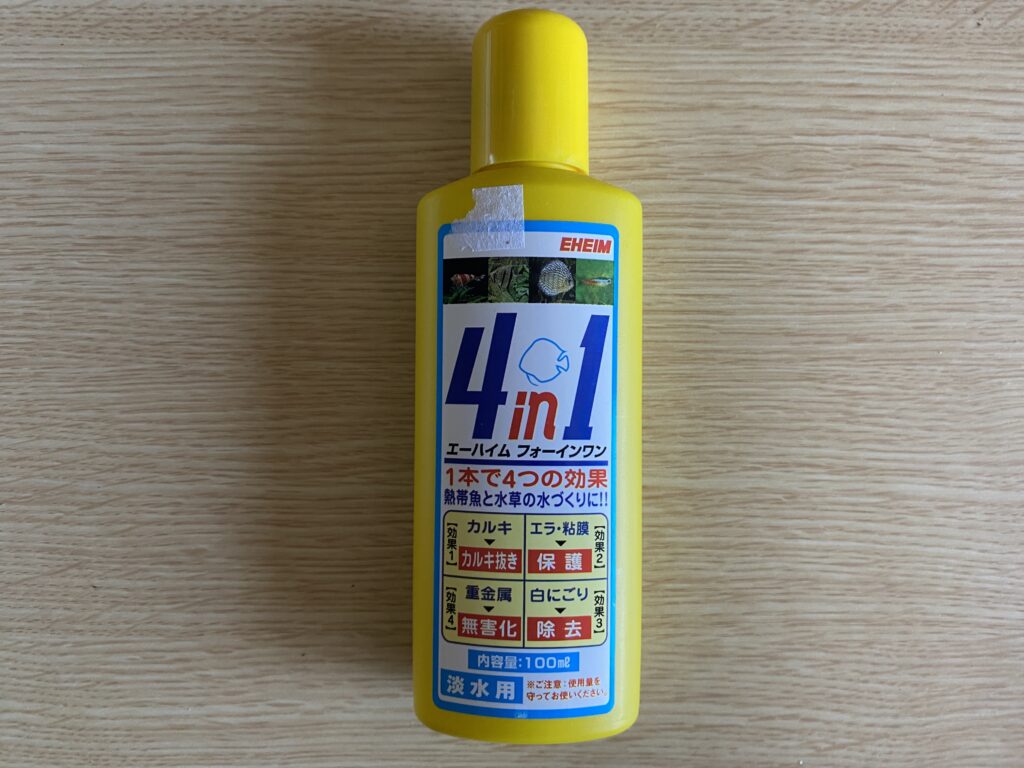 EHEIM
4in1
エーハイム フォーインワン
1本で4つの効果
熱帯魚と水草の水づくりに!!
【効果1】
カルキ
カルキ抜き
エラ・粘膜
保護
【効果2】
【効果4】
重金属
無害化
白にごり
除去
【効果3】
内容量:100mℓ
淡水用
※ご注意:使用量を
守ってお使いください。